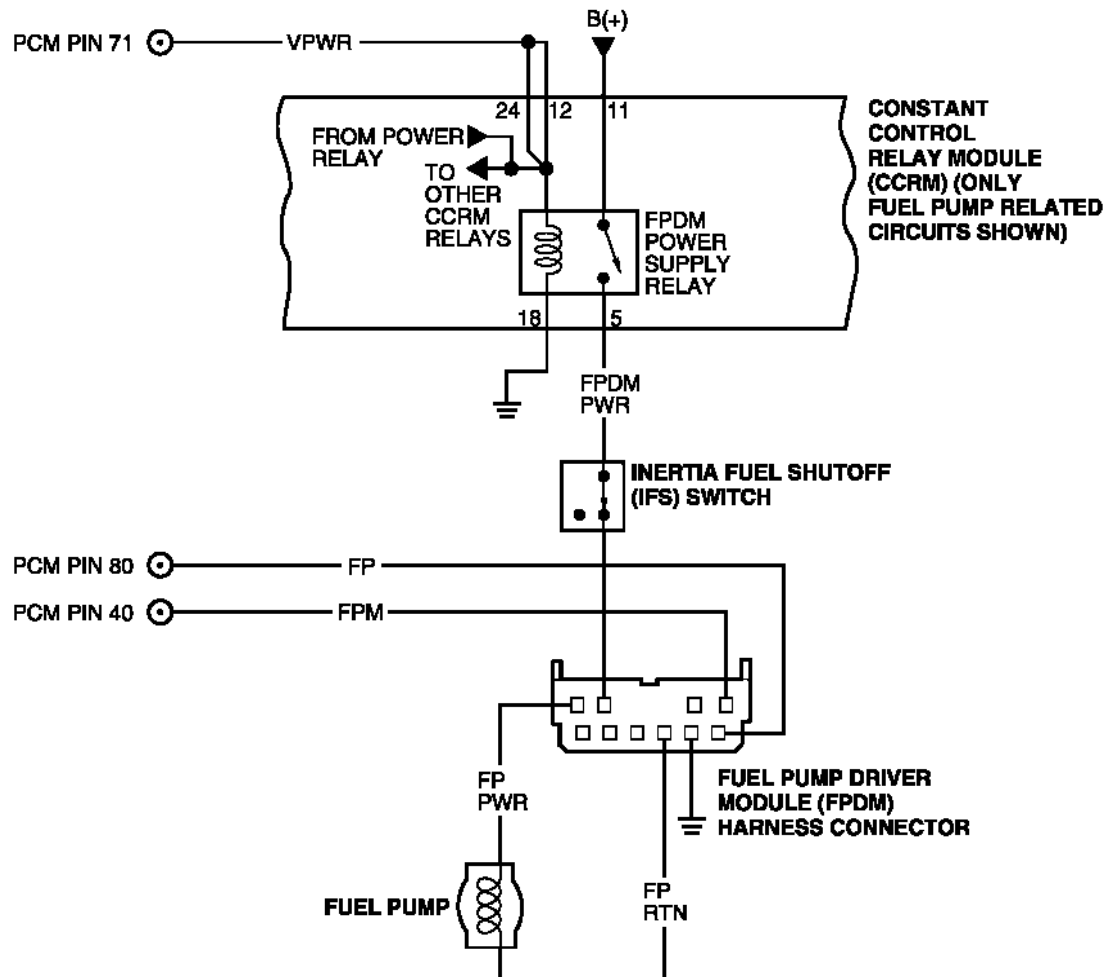 B(+)
PCM PIN 71
VPWR
24
12
11
CONSTANT
CONTROL
RELAY MODULE
(CCRM) (ONLY
FUEL PUMP RELATED
CIRCUITS SHOWN)
FROM POWER
RELAY
TO
OTHER
CCRM
RELAYS
FPDM
POWER
SUPPLY
RELAY
18
5
FPDM
PWR
INERTIA FUEL SHUTOFF
(IFS) SWITCH
PCM PIN 80
FP
PCM PIN 40
FPM
FP
PWR
FUEL PUMP DRIVER
MODULE (FPDM)
HARNESS CONNECTOR
FUEL PUMP
FP
RTN